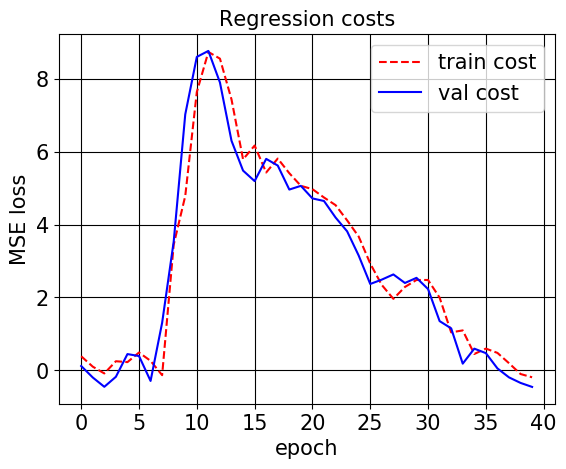 Regression costs
train cost
val cost
8
6
4
2
0
MSE loss
0 5 10 15 20 25 30 35 40
epoch